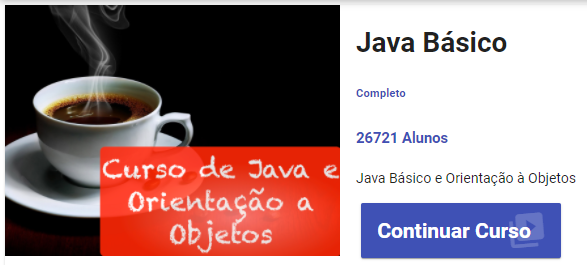 Curso de Java e
Orientação a
Objetos
Java Básico
Completo
26721 Alunos
Java Básico e Orientação à Objetos
Continuar Curso